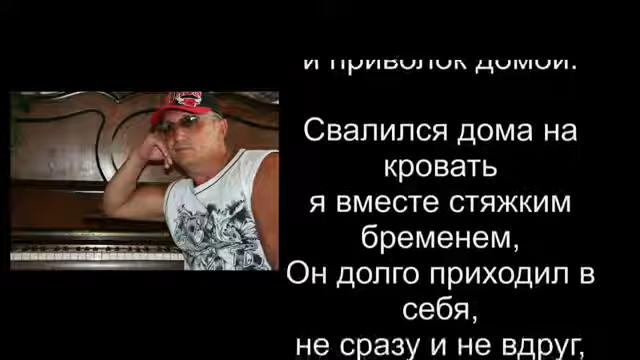 и приволок домой.
Свалился дома на
кровать
я вместе стяжким
бременем,
Он долго приходил в
себя,
не сразу и не вдруг,